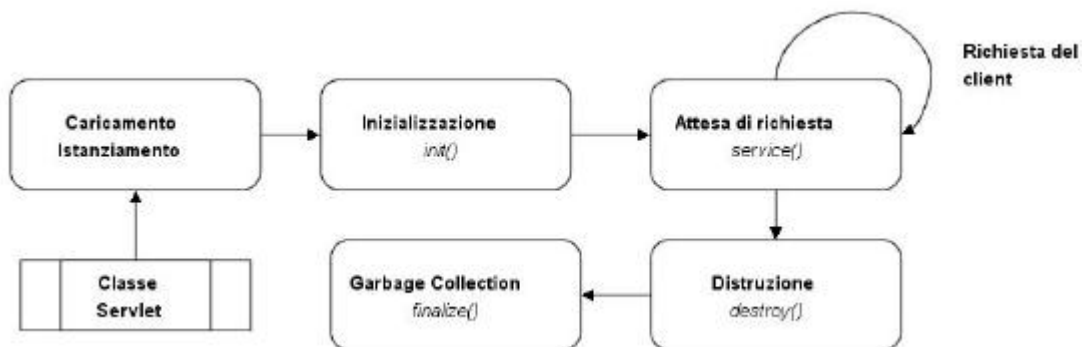 Richiesta del
client
Caricamento
Istanziamento
Inizializzazione
init()
Attesa di richiesta
service()
Classe
Servlet
Garbage Collection
finalize()
Distruzione
destroy()